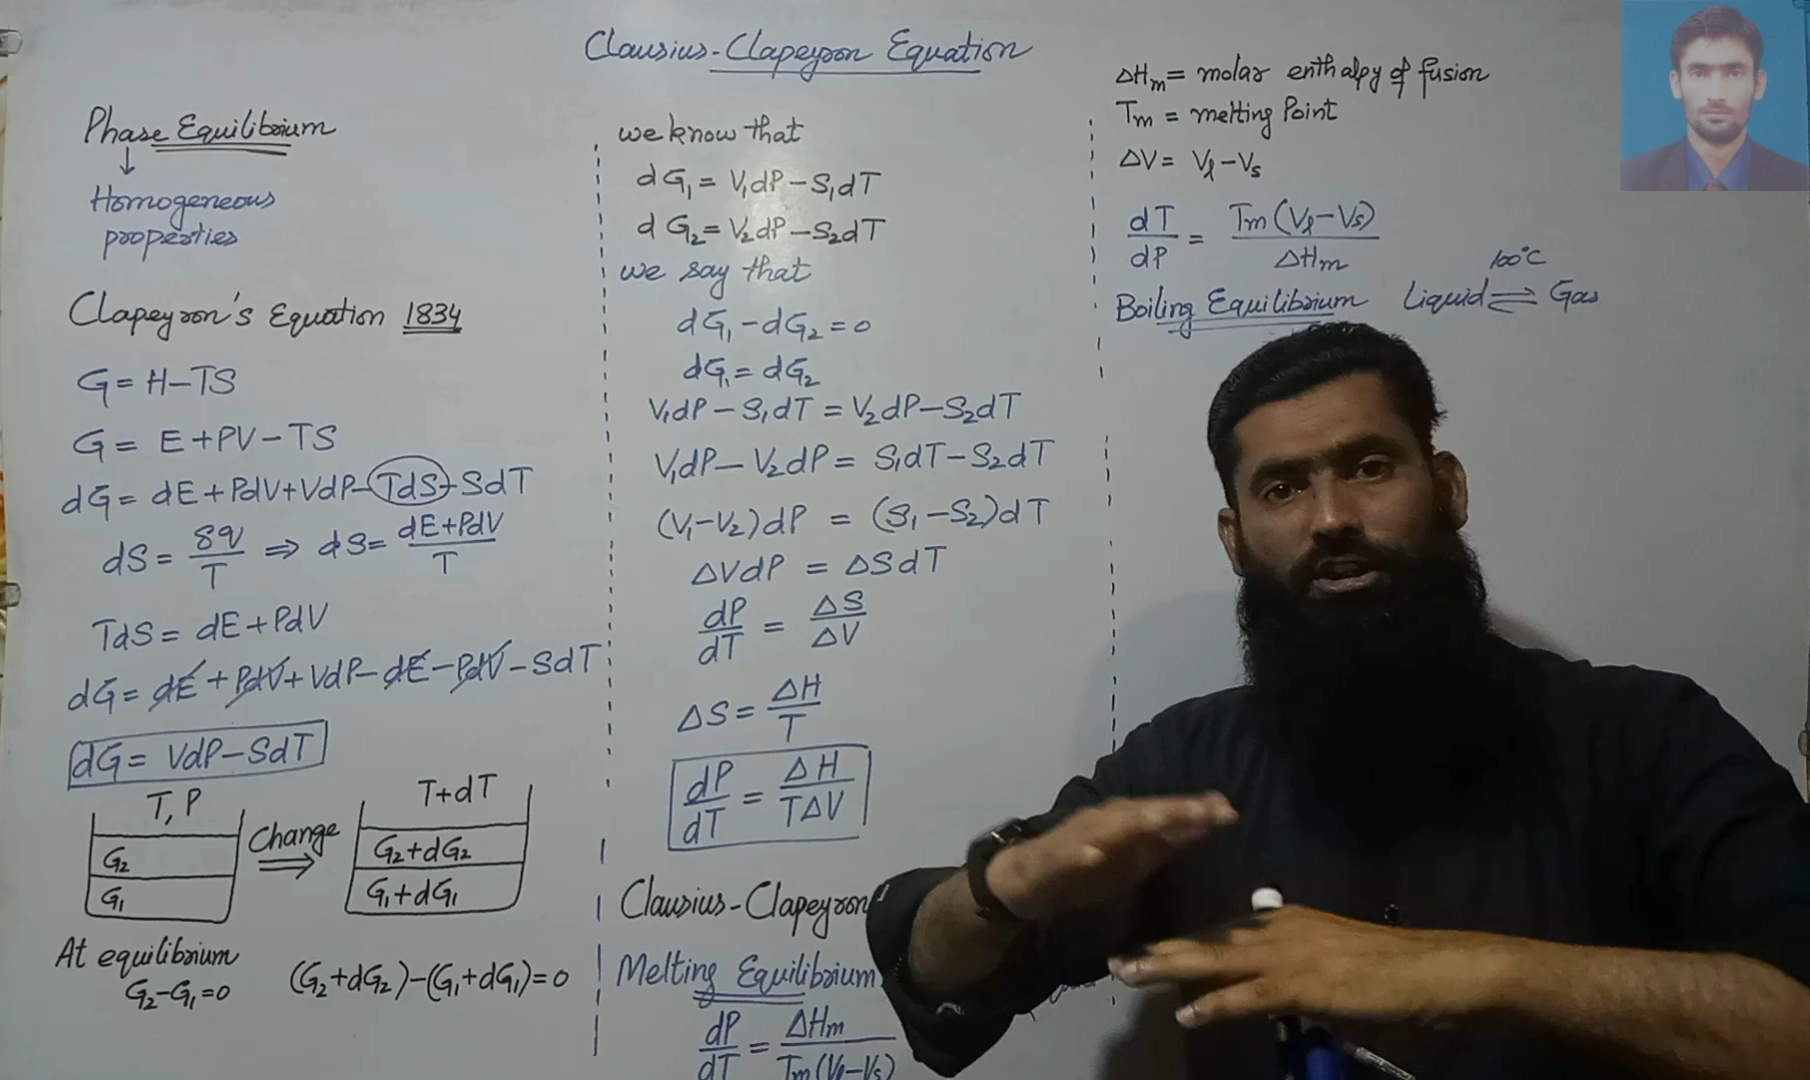 Clausius-Clapeyron Equation
Phase Equilibrium
↓
Homogeneous
properties
Clapeyron's Equation 1834
G = H-TS
G = E+PV-TS
dG = dE+PdV+VdP-TdS-SdT
dS = δq/T ⇒ dS = (dE+PdV)/T
TdS = dE+PdV
dG = dE+PdV+VdP-dE-PdV-SdT
dG = VdP-SdT
T, P
G₂
G₁
Change
⇒
T+dT
G₂+dG₂
G₁+dG₁
At equilibrium
G₂-G₁=0
(G₂+dG₂)-(G₁+dG₁)=0
we know that
dG₁ = V₁dP-S₁dT
dG₂ = V₂dP-S₂dT
we say that
dG₁-dG₂=0
dG₁=dG₂
V₁dP-S₁dT = V₂dP-S₂dT
V₁dP-V₂dP = S₁dT-S₂dT
(V₁-V₂)dP = (S₁-S₂)dT
ΔVdP = ΔSdT
dP/dT = ΔS/ΔV
ΔS = ΔH/T
dP/dT = ΔH/TΔV
Clausius-Clapeyron
Melting Equilibrium
dP/dT = ΔHm/Tm(Vl-Vs)
ΔHm = molar enthalpy of fusion
Tm = melting Point
ΔV = Vl-Vs
dT/dP = Tm(Vl-Vs)/ΔHm
Boiling Equilibrium Liquid ⇌ Gas
100°C